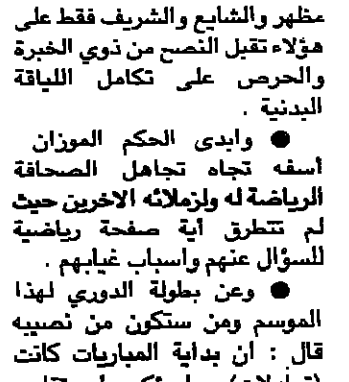 مظهر والشايع والشريف فقط على
هؤلاء تقبل النصح من ذوي الخبرة
والحرص على تكامل اللياقة
البدنية .
● وابدى الحكم الموزان
أسفه تجاه تجاهل الصحافة
الرياضة له ولزملائه الاخرين حيث
لم تتطرق أية صفحة رياضية
للسؤال عنهم واسباب غيابهم .
● وعن بطولة الدوري لهذا
الموسم ومن ستكون من نصيبه
قال : ان بداية المباريات كانت